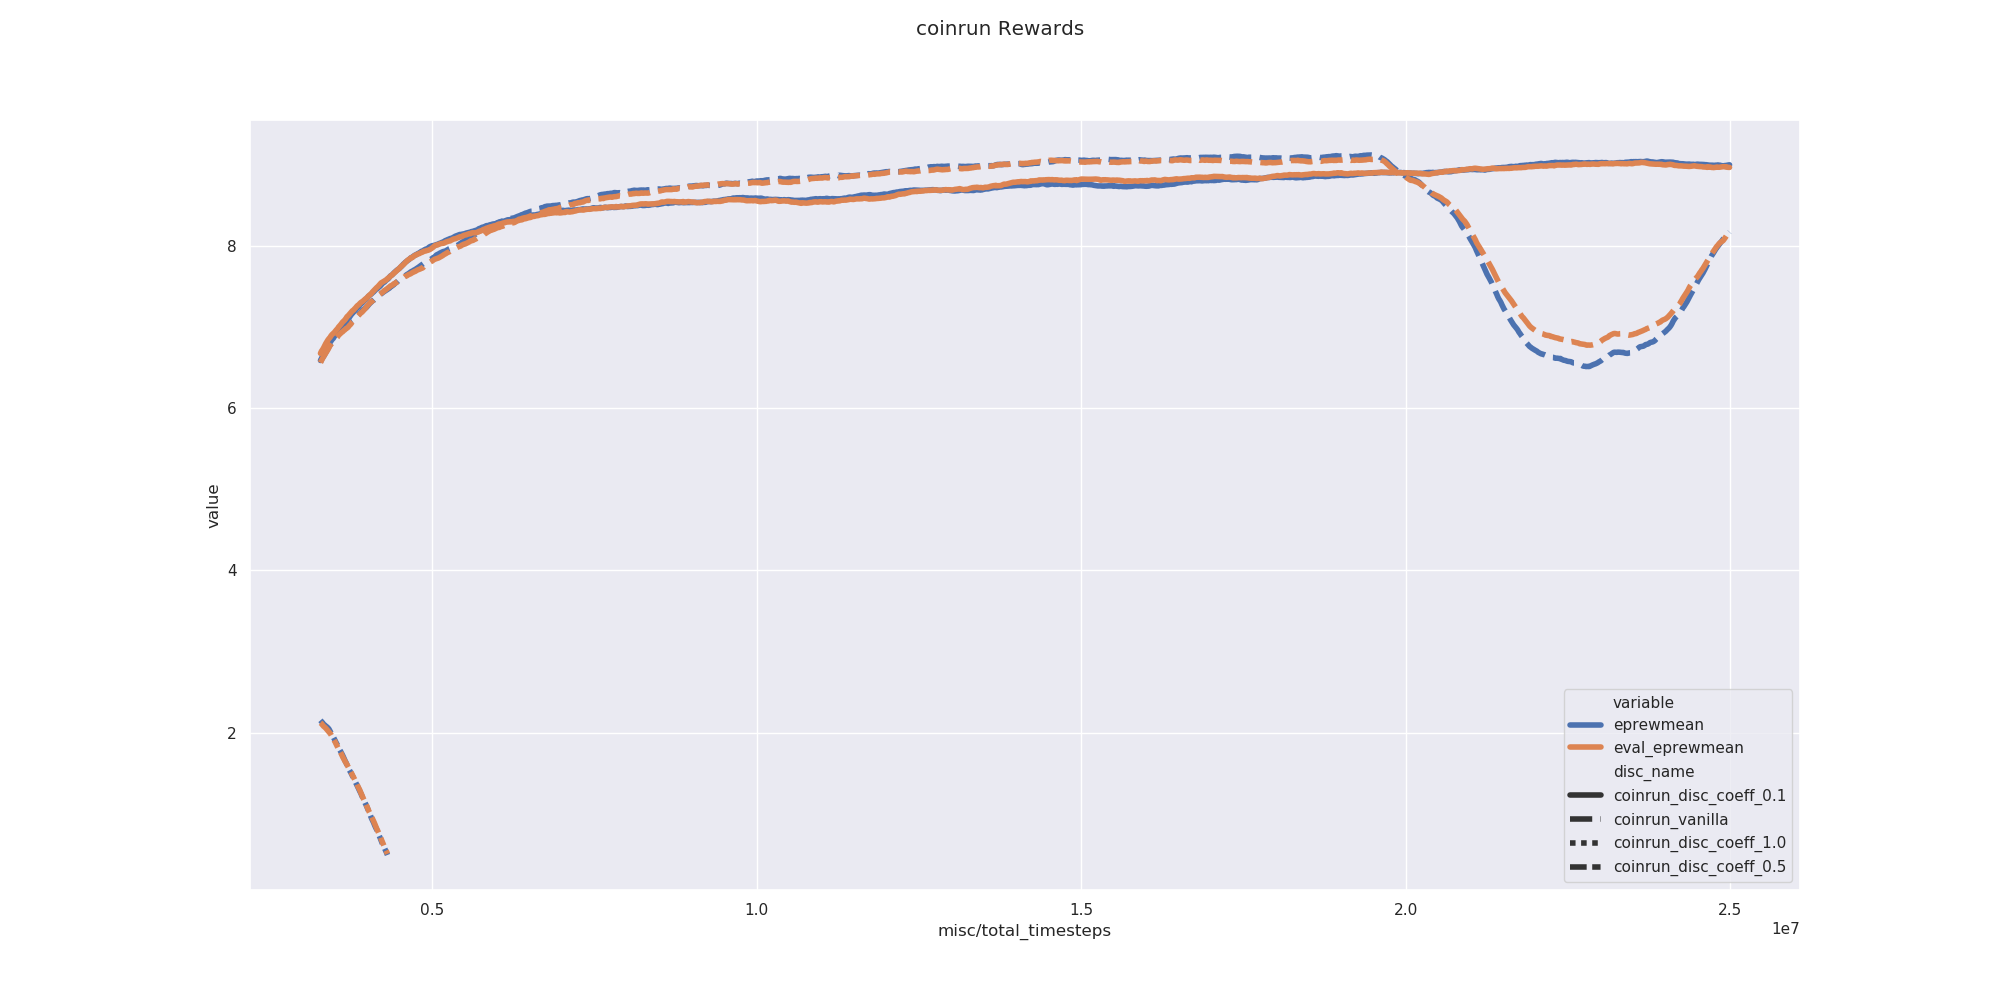 coinrun Rewards
8
6
4
2
value
0.5 1.0 1.5 2.0 2.5
1e7
misc/total_timesteps
variable
eprewmean
eval_eprewmean
disc_name
coinrun_disc_coeff_0.1
coinrun_vanilla
coinrun_disc_coeff_1.0
coinrun_disc_coeff_0.5